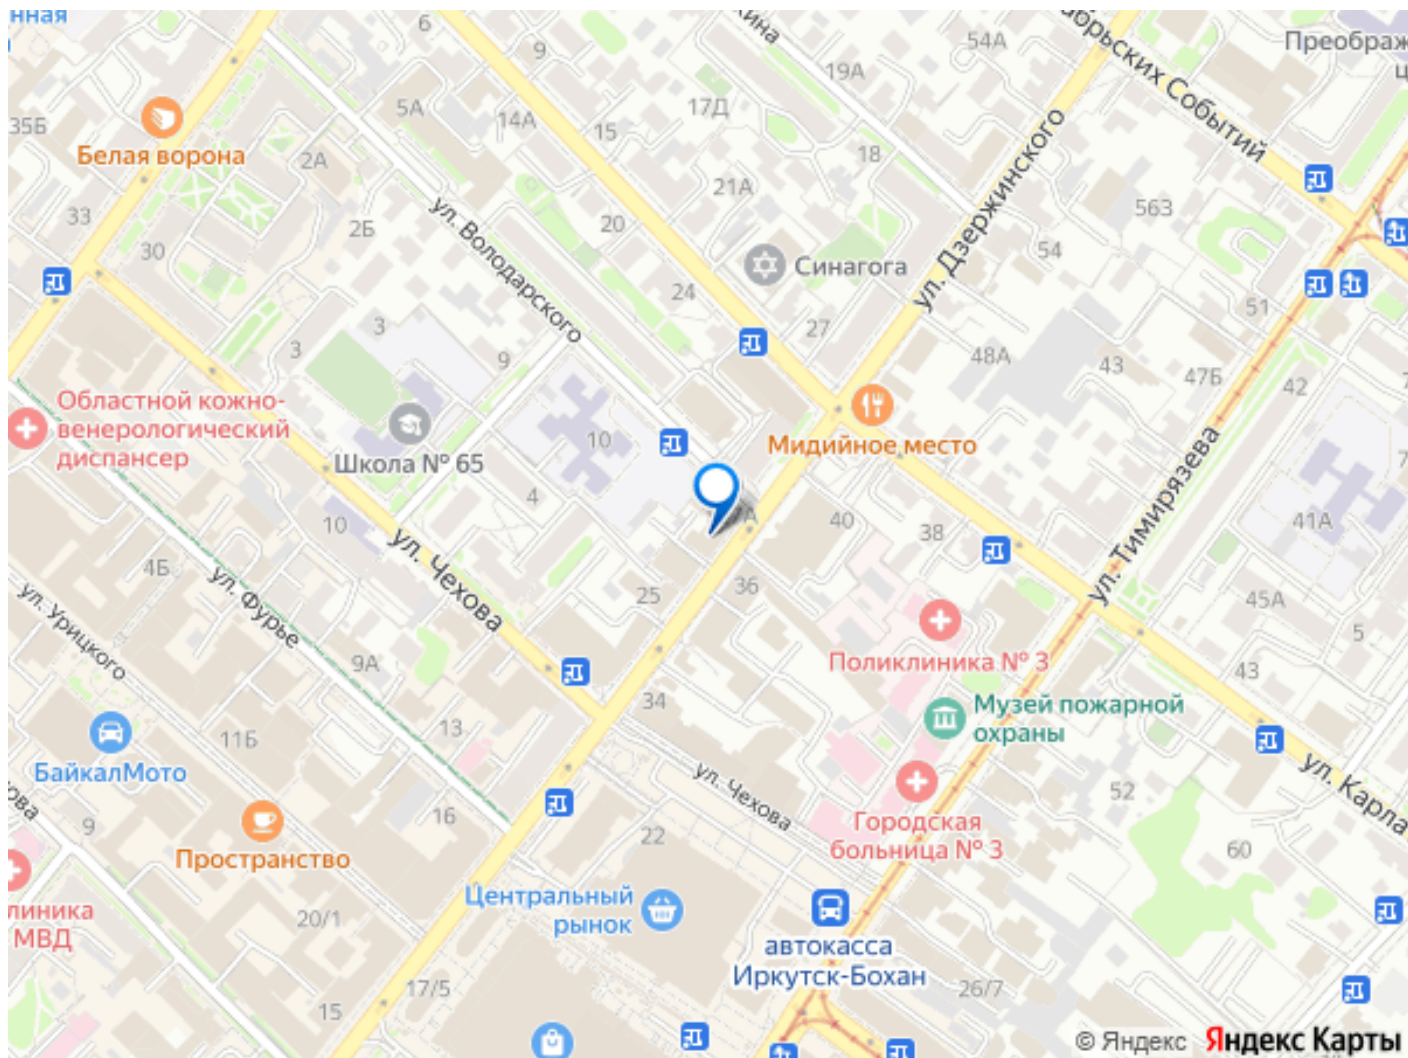 нная
6
9
54А
Преображ
ц
19А
35Б
Белая ворона
5А
14А
15
17Д
ул. Дзержинского
2А
18
21А
563
33
2Б
20
54
30
ул. Володарского
Синагога
24
51
3
27
3
9
48А
43
47Б
42
Областной кожно-
венерологический
диспансер
Школа № 65
10
Мидийное место
ул. Тимирязева
4
10
40
38
41А
ул. Чехова
4Б
ул. Фурье
25
36
45А
ул. Урицкого
5
9А
Поликлиника № 3
43
34
Музей пожарной
охраны
13
11Б
БайкалМото
ул. Чехова
ул. Карла
52
16
9
Пространство
22
Городская
больница № 3
60
Центральный
рынок
линика
МВД
20/1
автокасса
Иркутск-Бохан
17/5
26/7
15
© Яндекс
Яндекс Карты